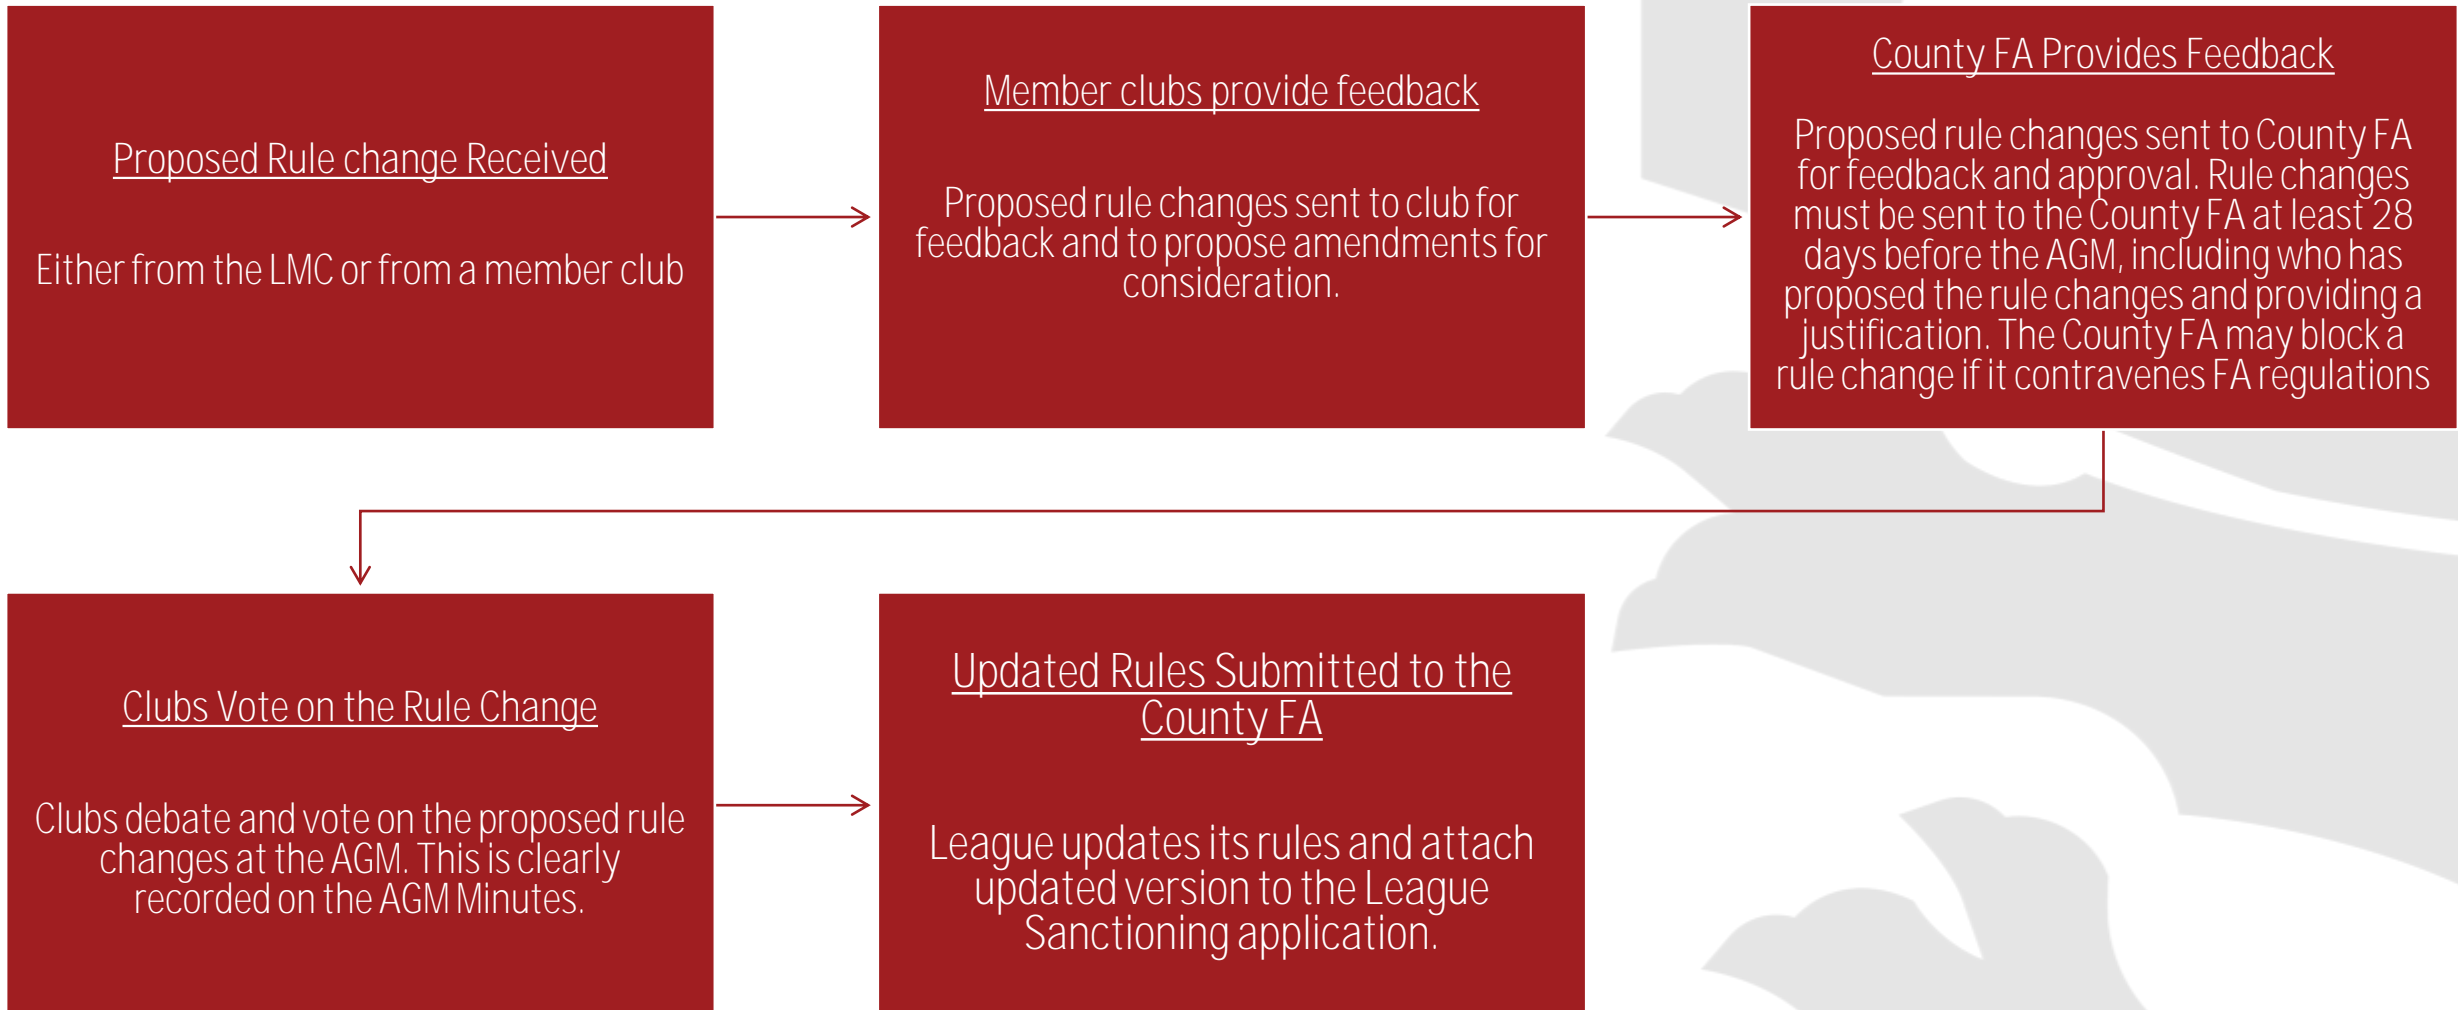 Proposed Rule change Received
Either from the LMC or from a member club
Member clubs provide feedback
Proposed rule changes sent to club for
feedback and to propose amendments for
consideration.
County FA Provides Feedback
Proposed rule changes sent to County FA
for feedback and approval. Rule changes
must be sent to the County FA at least 28
days before the AGM, including who has
proposed the rule changes and providing a
justification. The County FA may block a
rule change if it contravenes FA regulations
Clubs Vote on the Rule Change
Clubs debate and vote on the proposed rule
changes at the AGM. This is clearly
recorded on the AGM Minutes.
Updated Rules Submitted to the
County FA
League updates its rules and attach
updated version to the League
Sanctioning application.